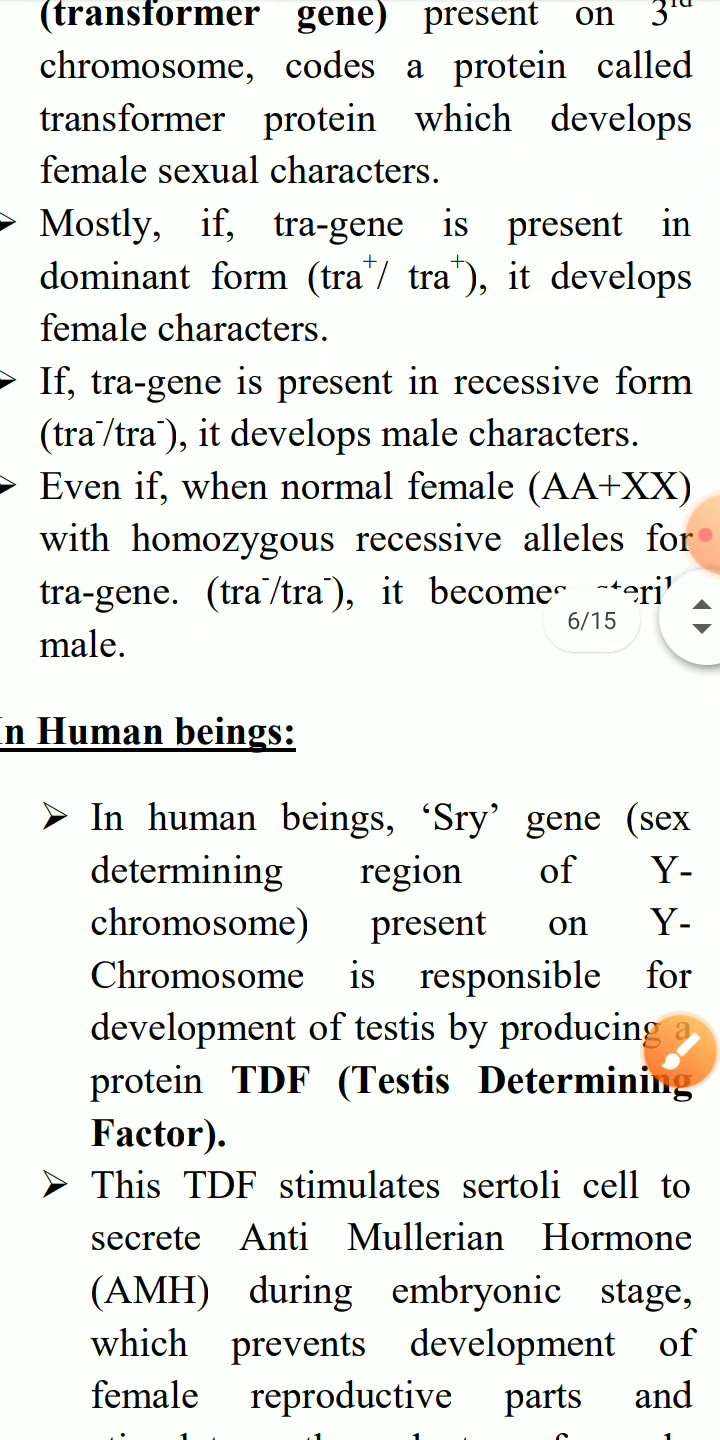 (transformer gene) present on 3rd
chromosome, codes a protein called
transformer protein which develops
female sexual characters.
➢ Mostly, if, tra-gene is present in
dominant form (tra⁺/ tra⁺), it develops
female characters.
➢ If, tra-gene is present in recessive form
(tra⁻/tra⁻), it develops male characters.
➢ Even if, when normal female (AA+XX)
with homozygous recessive alleles for
tra-gene. (tra⁻/tra⁻), it becomes steril
6/15
male.
In Human beings:
➢ In human beings, ‘Sry’ gene (sex
determining region of Y-
chromosome) present on Y-
Chromosome is responsible for
development of testis by producing a
protein TDF (Testis Determining
Factor).
➢ This TDF stimulates sertoli cell to
secrete Anti Mullerian Hormone
(AMH) during embryonic stage,
which prevents development of
female reproductive parts and